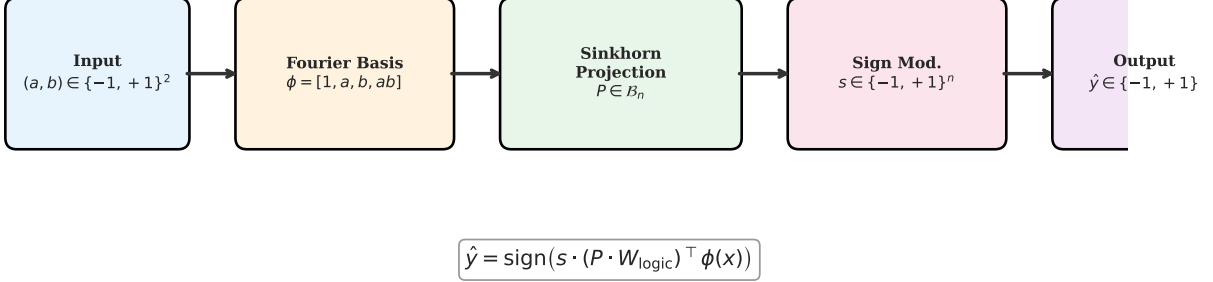 Input
(a, b) ∈ {−1, +1}²
Fourier Basis
ϕ = [1, a, b, ab]
Sinkhorn
Projection
P ∈ ℬₙ
Sign Mod.
s ∈ {−1, +1}ⁿ
Output
ŷ ∈ {−1, +1}
ŷ = sign(s · (P · W_logic)^⊤ ϕ(x))